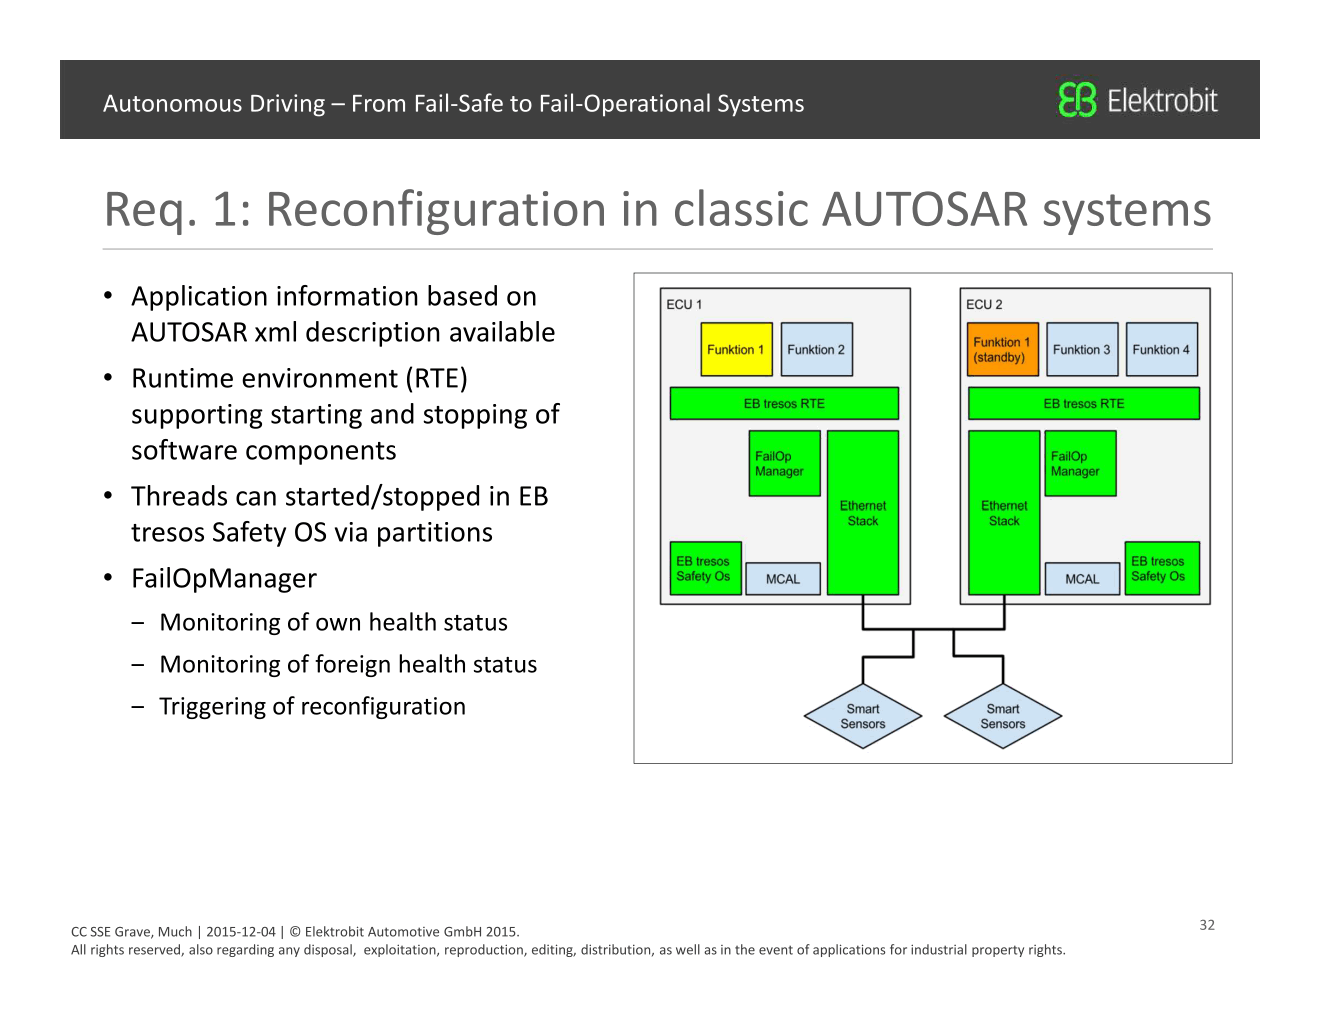 Autonomous Driving – From Fail-Safe to Fail-Operational Systems
Elektrobit
Req. 1: Reconfiguration in classic AUTOSAR systems
• Application information based on
AUTOSAR xml description available
• Runtime environment (RTE)
supporting starting and stopping of
software components
• Threads can started/stopped in EB
tresos Safety OS via partitions
• FailOpManager
– Monitoring of own health status
– Monitoring of foreign health status
– Triggering of reconfiguration
ECU 1
Funktion 1
Funktion 2
EB tresos RTE
FailOp
Manager
Ethernet
Stack
EB tresos
Safety Os
MCAL
ECU 2
Funktion 1
(standby)
Funktion 3
Funktion 4
EB tresos RTE
Ethernet
Stack
FailOp
Manager
MCAL
EB tresos
Safety Os
Smart
Sensors
Smart
Sensors
CC SSE Grave, Much | 2015-12-04 | © Elektrobit Automotive GmbH 2015.
All rights reserved, also regarding any disposal, exploitation, reproduction, editing, distribution, as well as in the event of applications for industrial property rights.
32